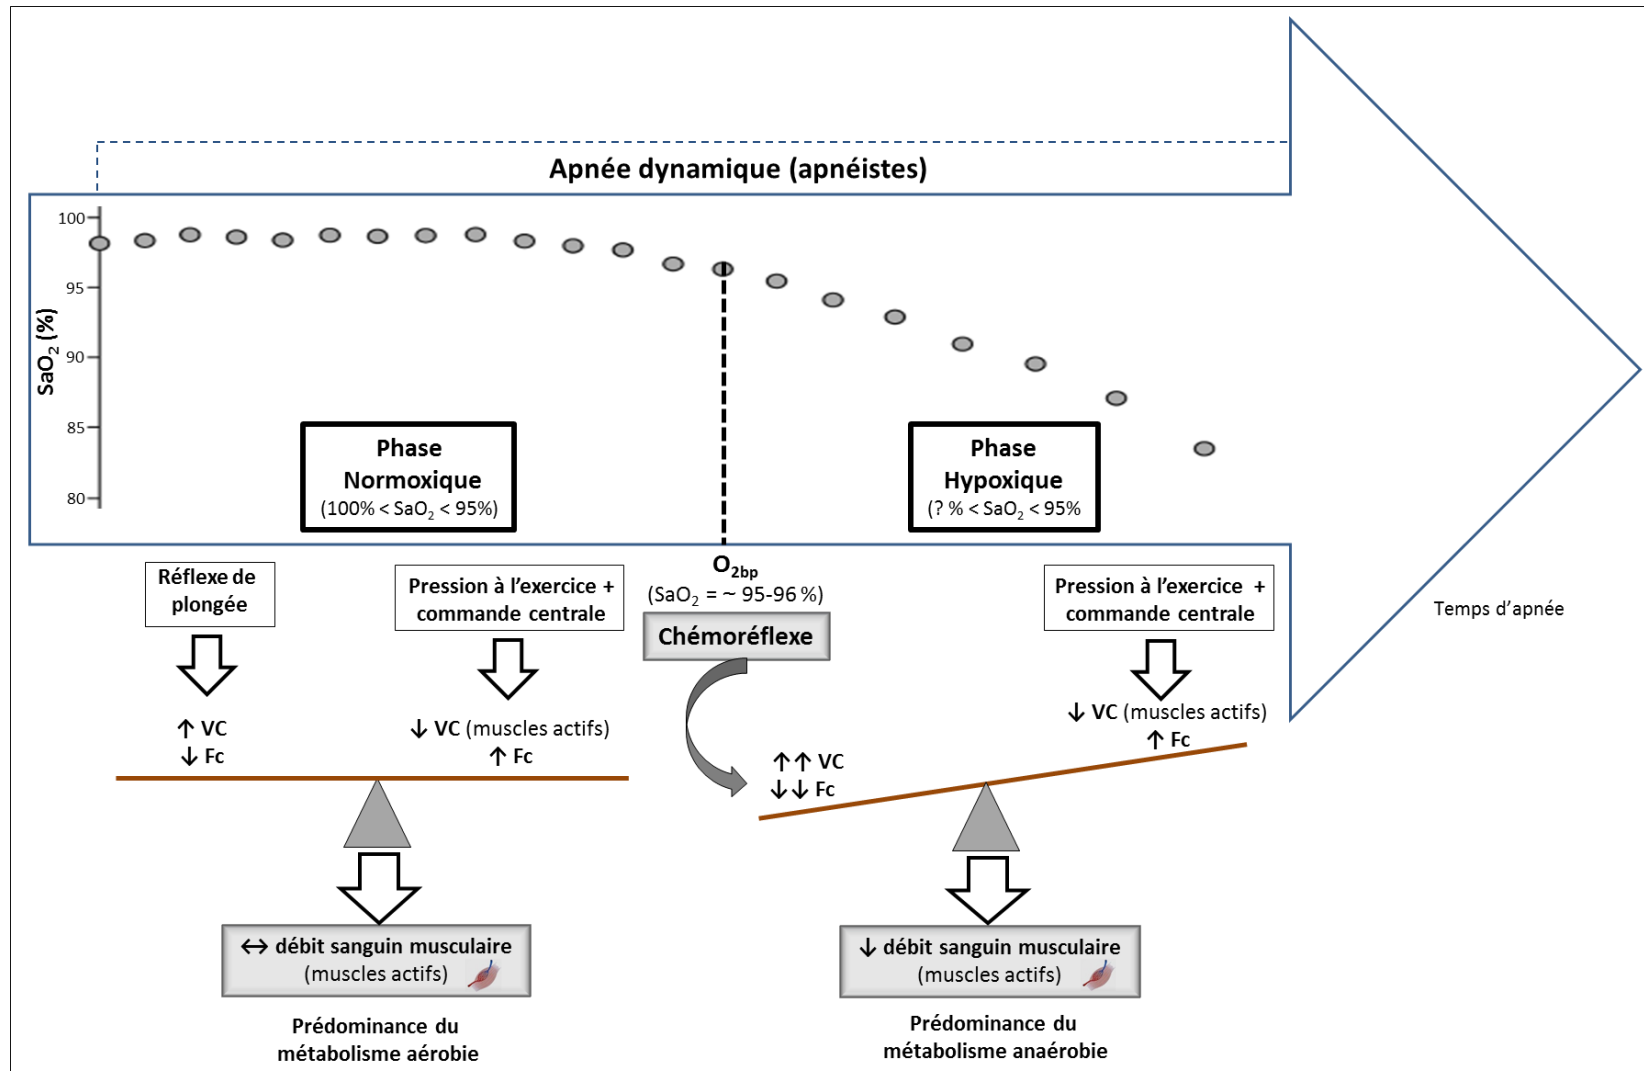 Apnée dynamique (apnéistes)
100
95
90
85
80
SaO2 (%)
Phase
Normoxique
(100% < SaO2 < 95%)
Phase
Hypoxique
(? % < SaO2 < 95%
Réflexe de
plongée
Pression à l’exercice +
commande centrale
O2bp
(SaO2 = ~ 95-96 %)
Chémoréflexe
Pression à l’exercice +
commande centrale
Temps d’apnée
↑ VC
↓ Fc
↓ VC (muscles actifs)
↑ Fc
↑↑ VC
↓↓ Fc
↓ VC (muscles actifs)
↑ Fc
↔ débit sanguin musculaire
(muscles actifs)
↓ débit sanguin musculaire
(muscles actifs)
Prédominance du
métabolisme aérobie
Prédominance du
métabolisme anaérobie